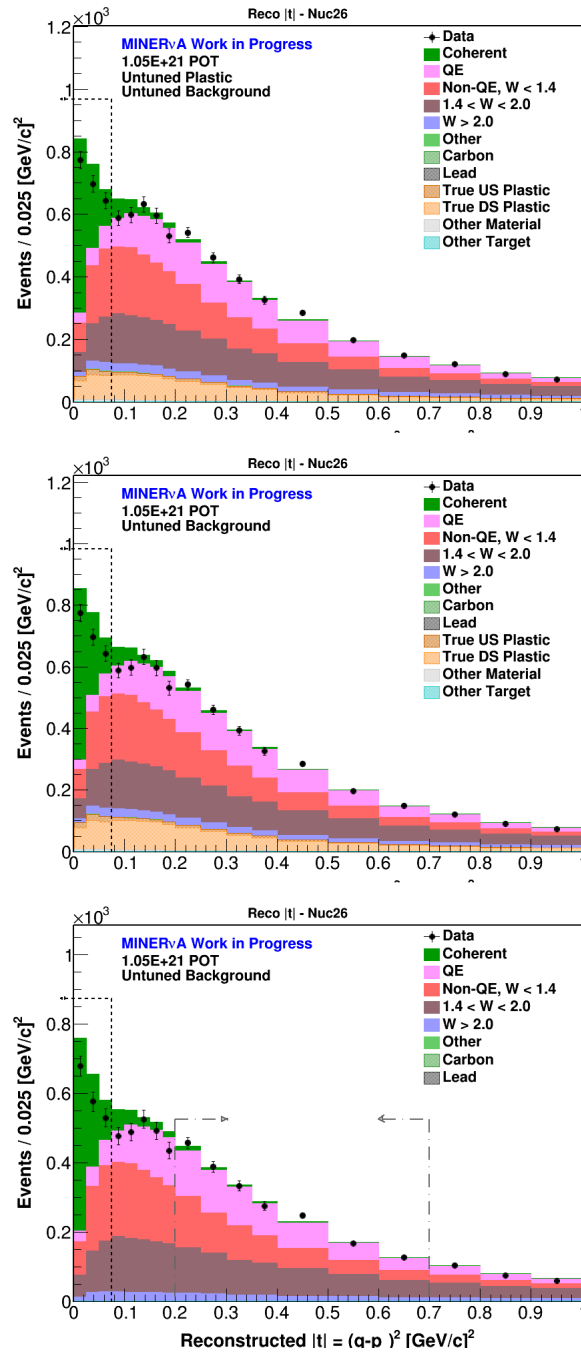 Reco |t| - Nuc26
×10³
1.2
1
0.8
0.6
0.4
0.2
0
Events / 0.025 [GeV/c]²
MINERνA Work in Progress
1.05E+21 POT
Untuned Plastic
Untuned Background
Data
Coherent
QE
Non-QE, W < 1.4
1.4 < W < 2.0
W > 2.0
Other
Carbon
Lead
True US Plastic
True DS Plastic
Other Material
Other Target
0 0.1 0.2 0.3 0.4 0.5 0.6 0.7 0.8 0.9 1
Reco |t| - Nuc26
×10³
1.2
1
0.8
0.6
0.4
0.2
0
Events / 0.025 [GeV/c]²
MINERνA Work in Progress
1.05E+21 POT
Untuned Background
Data
Coherent
QE
Non-QE, W < 1.4
1.4 < W < 2.0
W > 2.0
Other
Carbon
Lead
True US Plastic
True DS Plastic
Other Material
Other Target
0 0.1 0.2 0.3 0.4 0.5 0.6 0.7 0.8 0.9 1
Reco |t| - Nuc26
×10³
1
0.8
0.6
0.4
0.2
0
Events / 0.025 [GeV/c]²
MINERνA Work in Progress
1.05E+21 POT
Untuned Background
Data
Coherent
QE
Non-QE, W < 1.4
1.4 < W < 2.0
W > 2.0
Other
Carbon
Lead
0 0.1 0.2 0.3 0.4 0.5 0.6 0.7 0.8 0.9 1
Reconstructed |t| = (q-p )² [GeV/c]²